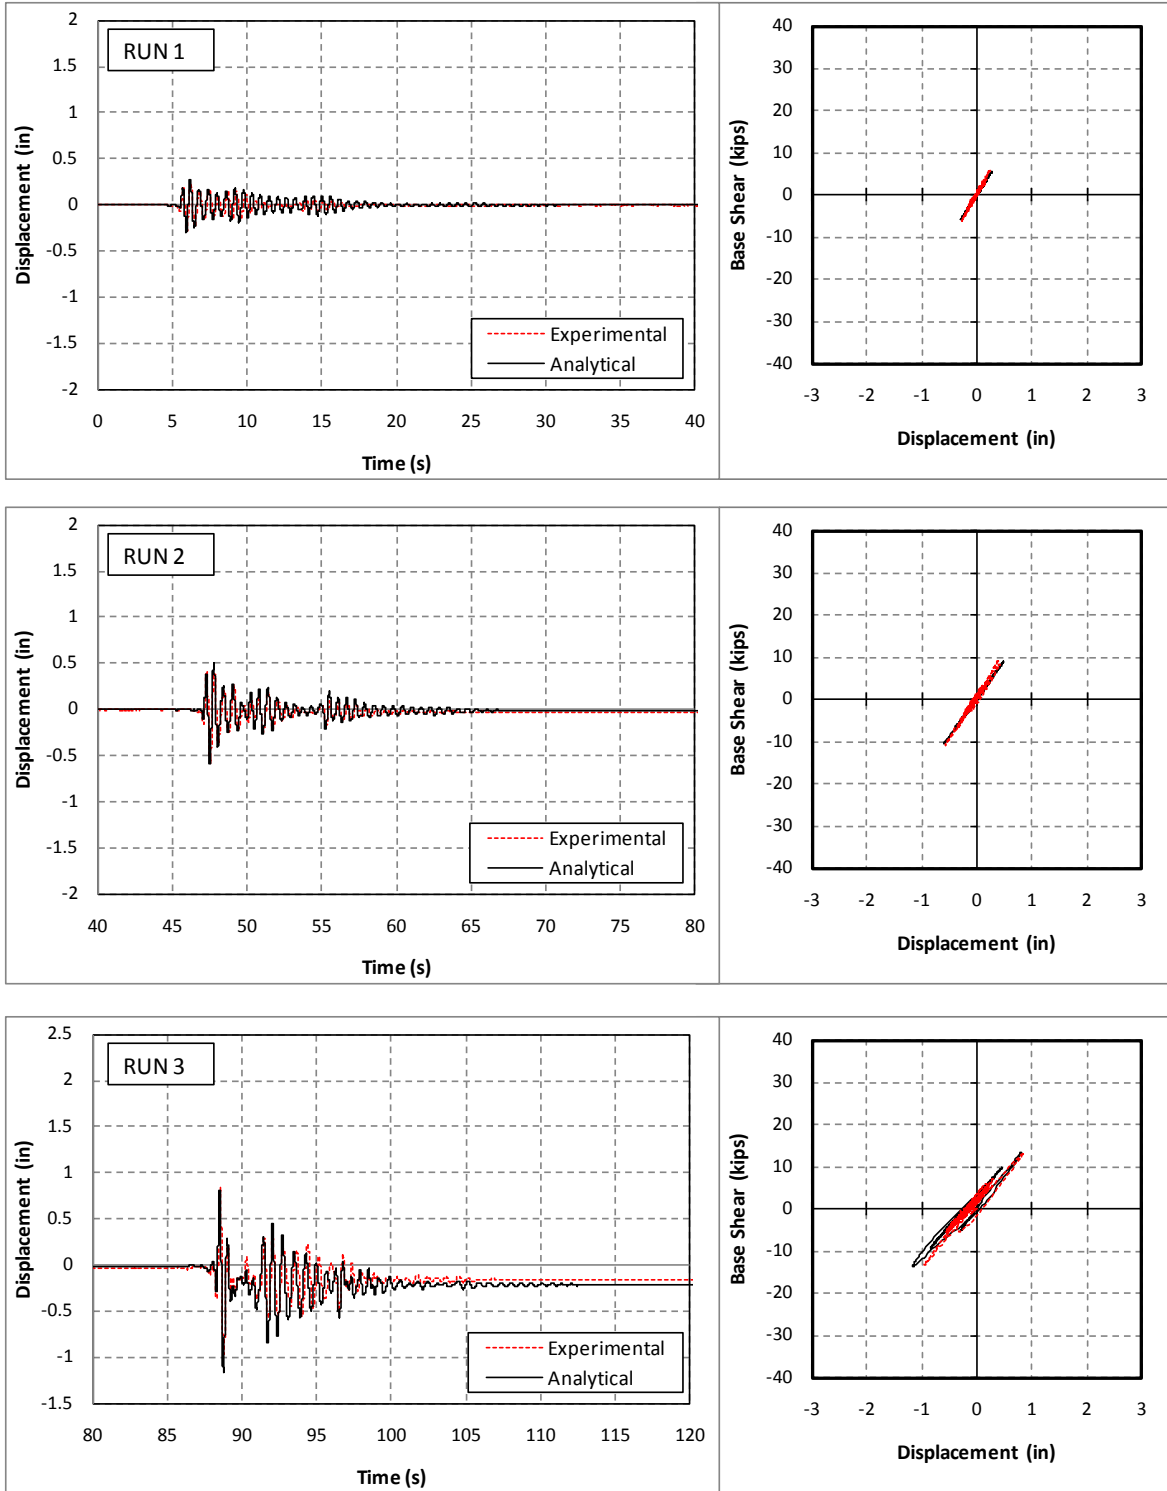 RUN 1
Displacement (in)
2
1.5
1
0.5
0
-0.5
-1
-1.5
-2
Experimental
Analytical
0 5 10 15 20 25 30 35 40
Time (s)
Base Shear (kips)
40
30
20
10
0
-10
-20
-30
-40
-3 -2 -1 0 1 2 3
Displacement (in)
RUN 2
Displacement (in)
2
1.5
1
0.5
0
-0.5
-1
-1.5
-2
Experimental
Analytical
40 45 50 55 60 65 70 75 80
Time (s)
Base Shear (kips)
40
30
20
10
0
-10
-20
-30
-40
-3 -2 -1 0 1 2 3
Displacement (in)
RUN 3
Displacement (in)
2.5
2
1.5
1
0.5
0
-0.5
-1
-1.5
Experimental
Analytical
80 85 90 95 100 105 110 115 120
Time (s)
Base Shear (kips)
40
30
20
10
0
-10
-20
-30
-40
-3 -2 -1 0 1 2 3
Displacement (in)